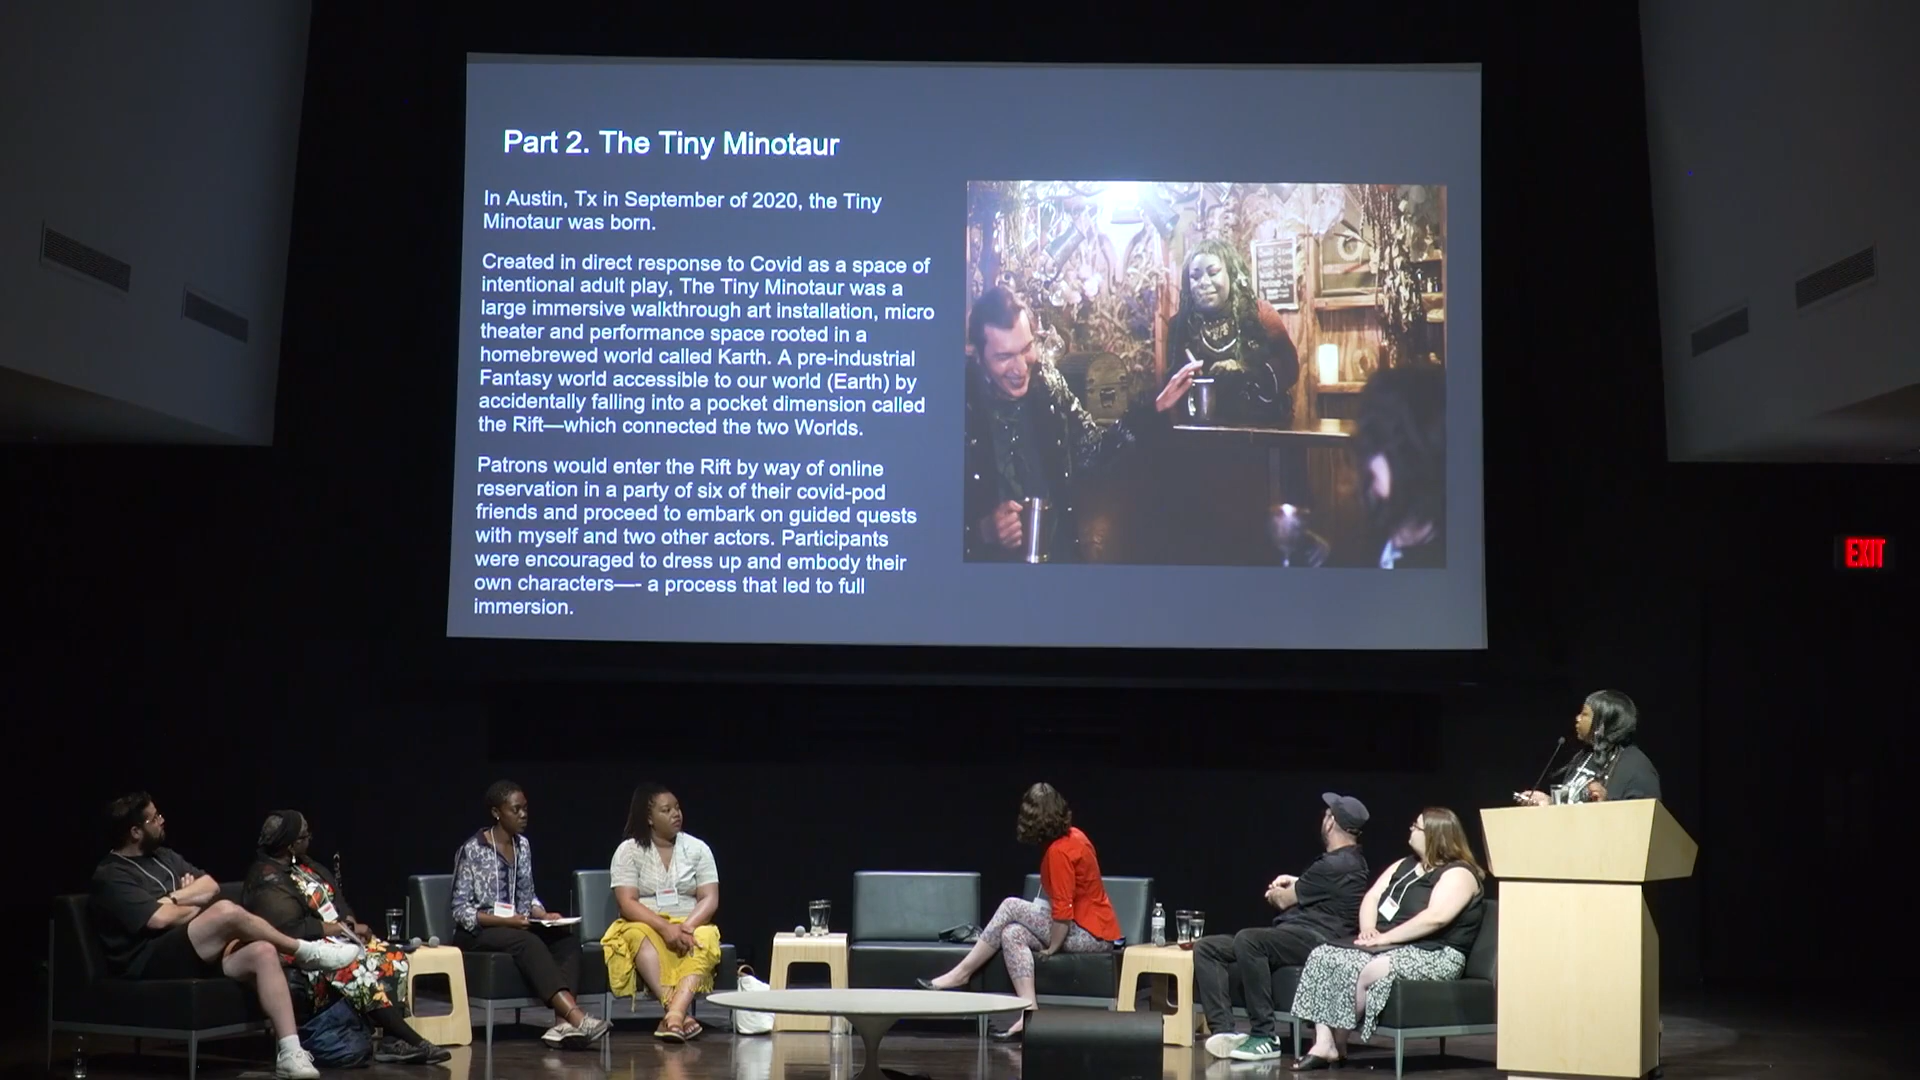 Part 2. The Tiny Minotaur
In Austin, Tx in September of 2020, the Tiny
Minotaur was born.
Created in direct response to Covid as a space of
intentional adult play, The Tiny Minotaur was a
large immersive walkthrough art installation, micro
theater and performance space rooted in a
homebrewed world called Karth. A pre-industrial
Fantasy world accessible to our world (Earth) by
accidentally falling into a pocket dimension called
the Rift—which connected the two Worlds.
Patrons would enter the Rift by way of online
reservation in a party of six of their covid-pod
friends and proceed to embark on guided quests
with myself and two other actors. Participants
were encouraged to dress up and embody their
own characters—- a process that led to full
immersion.
EXIT